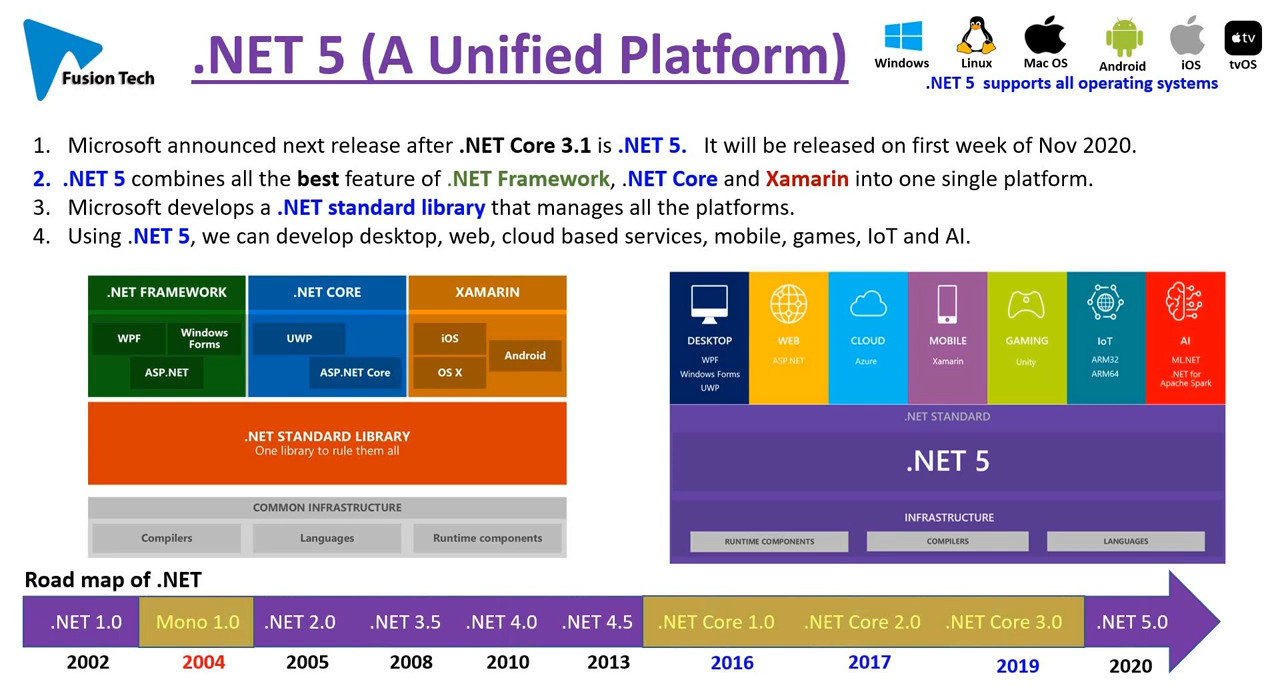 Fusion Tech
.NET 5 (A Unified Platform)
Windows
Linux
Mac OS
Android
iOS
tv
tvOS
.NET 5 supports all operating systems
1. Microsoft announced next release after .NET Core 3.1 is .NET 5. It will be released on first week of Nov 2020.
2. .NET 5 combines all the best feature of .NET Framework, .NET Core and Xamarin into one single platform.
3. Microsoft develops a .NET standard library that manages all the platforms.
4. Using .NET 5, we can develop desktop, web, cloud based services, mobile, games, IoT and AI.
.NET FRAMEWORK
WPF
Windows
Forms
ASP.NET
.NET CORE
UWP
ASP.NET Core
XAMARIN
iOS
Android
OS X
.NET STANDARD LIBRARY
One library to rule them all
COMMON INFRASTRUCTURE
Compilers
Languages
Runtime components
DESKTOP
WPF
Windows Forms
UWP
WEB
ASP.NET
CLOUD
Azure
MOBILE
Xamarin
GAMING
Unity
IoT
ARM32
ARM64
AI
ML.NET
.NET for
Apache Spark
.NET STANDARD
.NET 5
INFRASTRUCTURE
RUNTIME COMPONENTS
COMPILERS
LANGUAGES
Road map of .NET
.NET 1.0
Mono 1.0
.NET 2.0
.NET 3.5
.NET 4.0
.NET 4.5
.NET Core 1.0
.NET Core 2.0
.NET Core 3.0
.NET 5.0
2002
2004
2005
2008
2010
2013
2016
2017
2019
2020